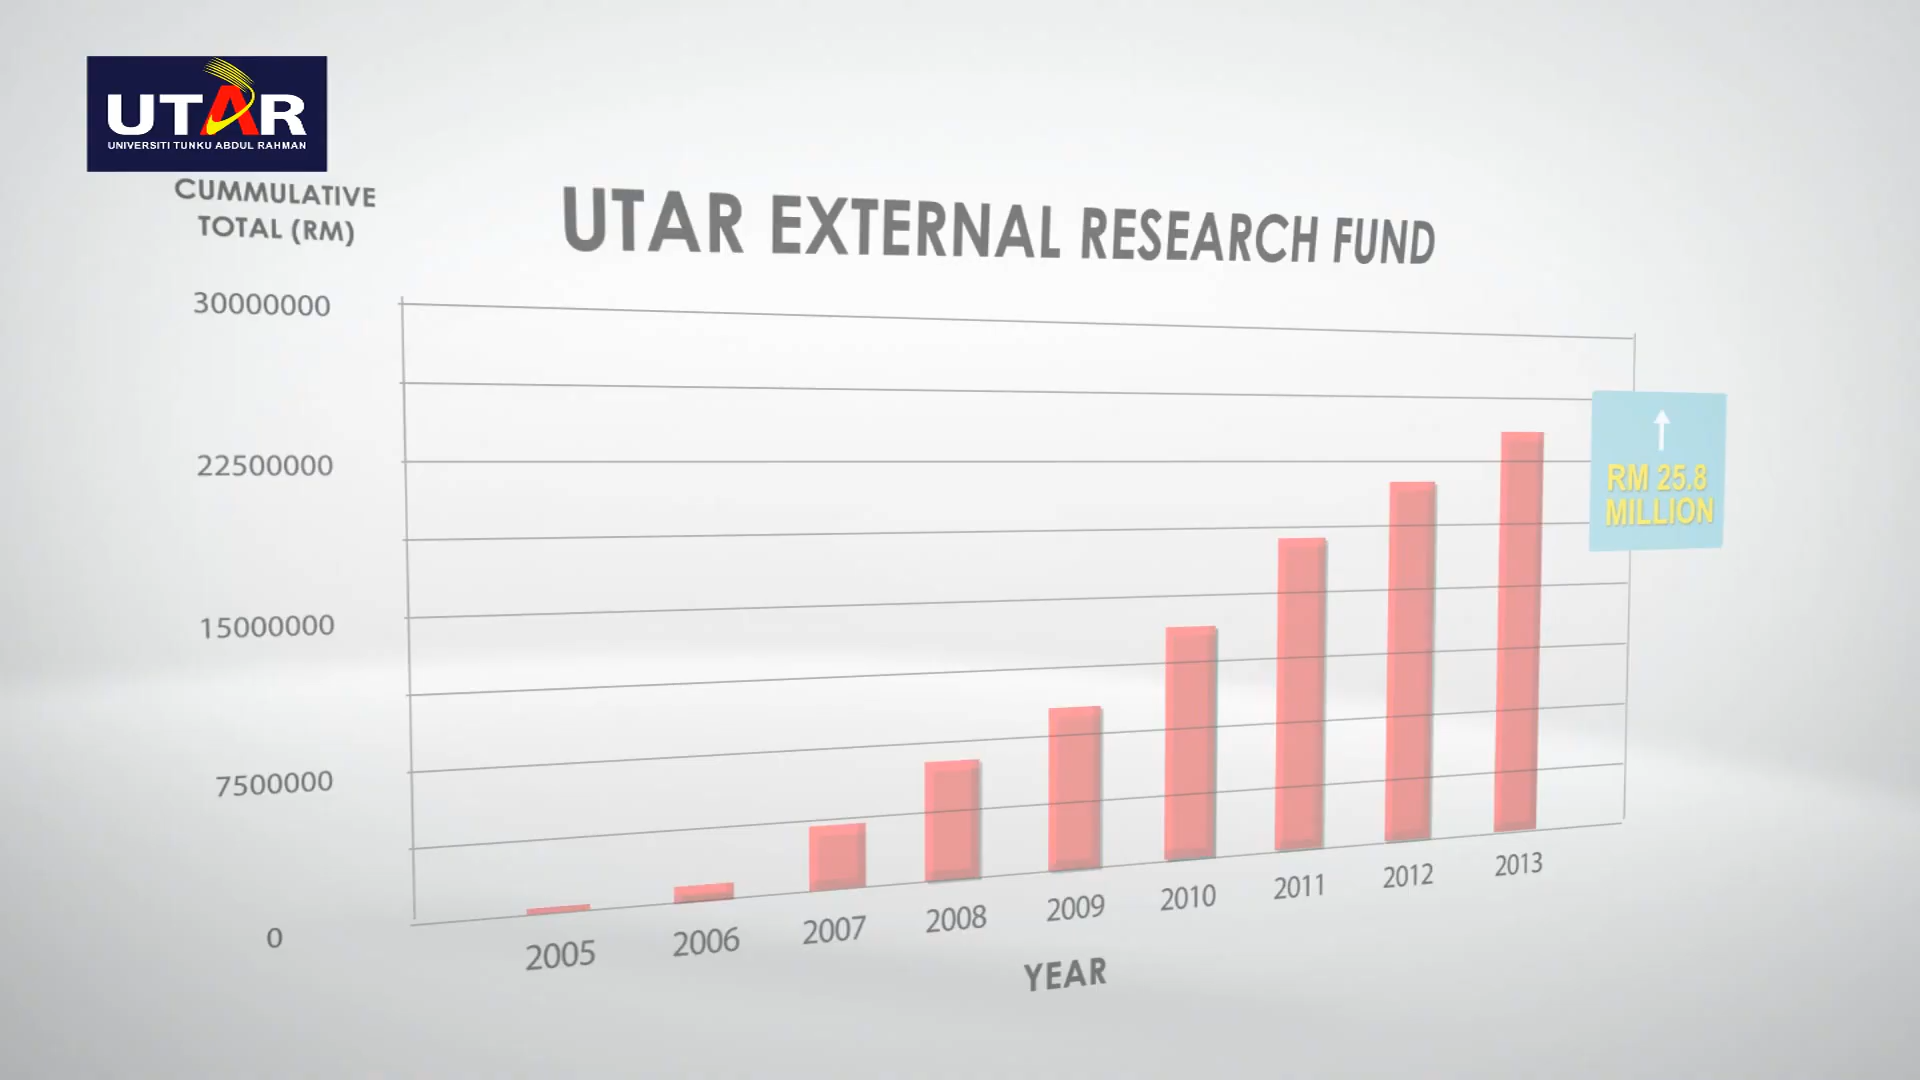 UTAR
UNIVERSITI TUNKU ABDUL RAHMAN
CUMMULATIVE
TOTAL (RM)
UTAR EXTERNAL RESEARCH FUND
30000000
22500000
15000000
7500000
0
RM 25.8
MILLION
2005 2006 2007 2008 2009 2010 2011 2012 2013
YEAR